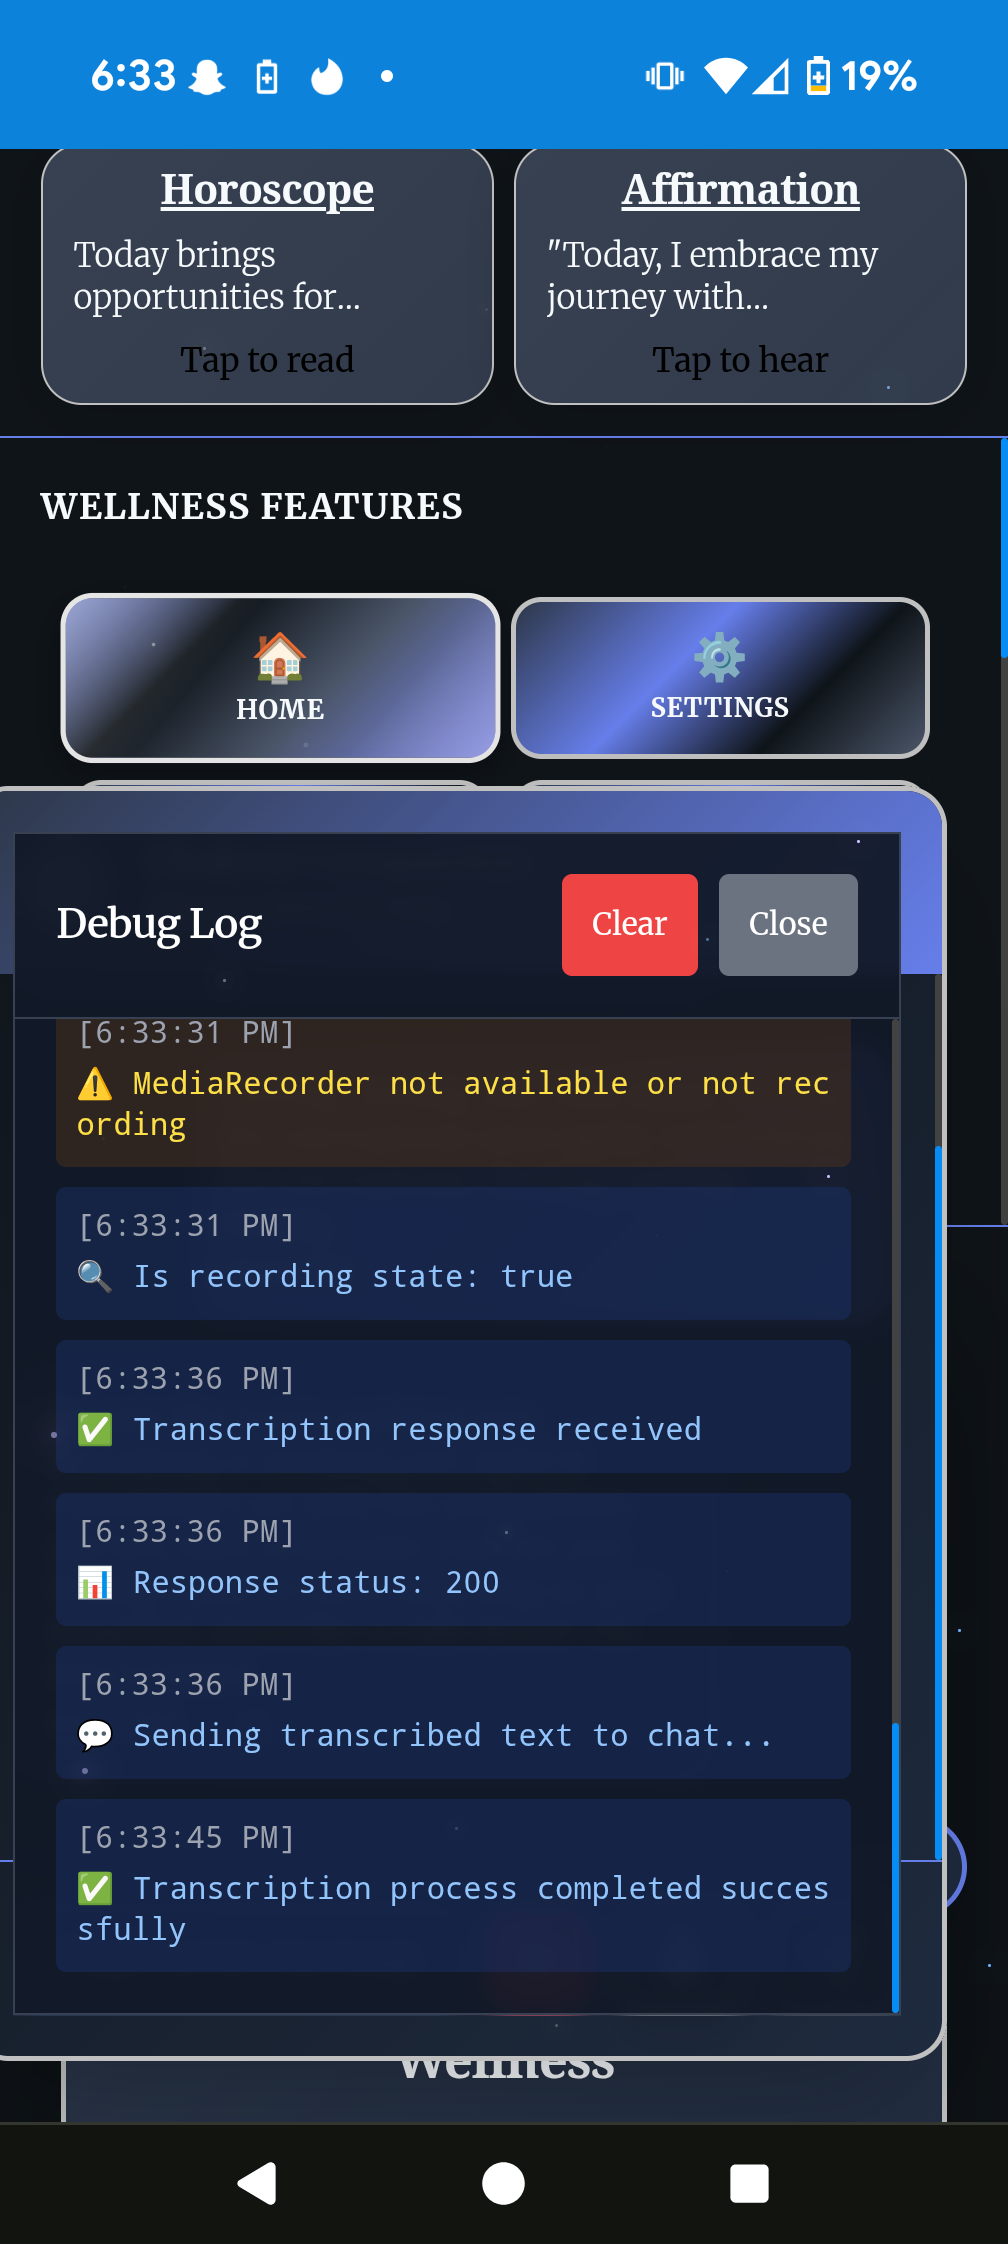 6:33
19%
Horoscope
Today brings
opportunities for...
Tap to read
Affirmation
"Today, I embrace my
journey with...
Tap to hear
WELLNESS FEATURES
HOME
SETTINGS
Debug Log
Clear
Close
[6:33:31 PM]
⚠️ MediaRecorder not available or not rec
ording
[6:33:31 PM]
🔍 Is recording state: true
[6:33:36 PM]
✅ Transcription response received
[6:33:36 PM]
📊 Response status: 200
[6:33:36 PM]
💬 Sending transcribed text to chat...
[6:33:45 PM]
✅ Transcription process completed succes
sfully
Wellness